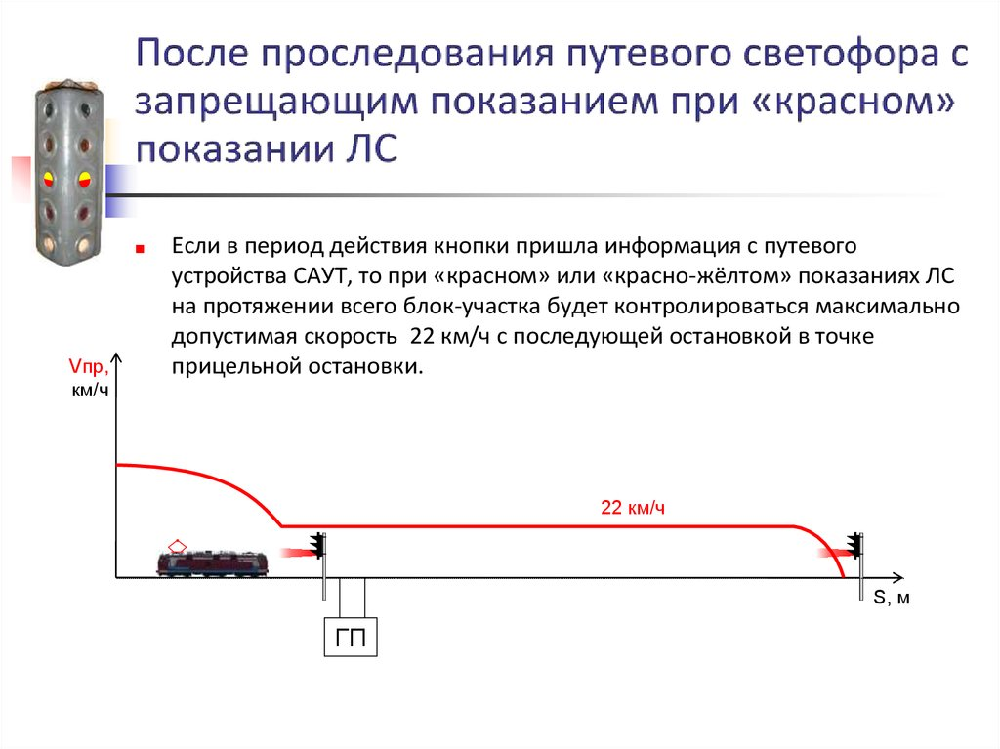 После проследования путевого светофора с
запрещающим показанием при «красном»
показании ЛС
Если в период действия кнопки пришла информация с путевого
устройства САУТ, то при «красном» или «красно-жёлтом» показаниях ЛС
на протяжении всего блок-участка будет контролироваться максимально
допустимая скорость 22 км/ч с последующей остановкой в точке
прицельной остановки.
Vпр,
км/ч
22 км/ч
S, м
ГП